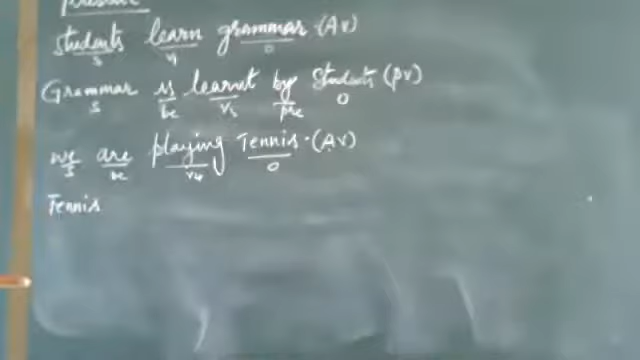 Present
students learn grammar. (AV)
S V1 O
Grammar is learnt by students (PV)
S be V3 pre O
we are playing Tennis. (AV)
S be V4 O
Tennis